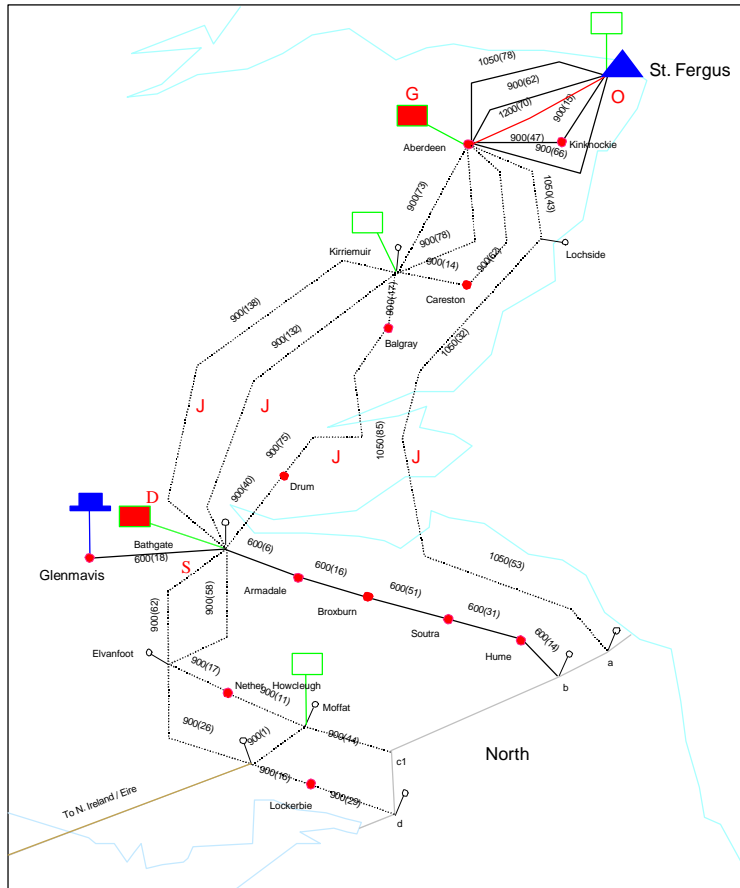 1050(78)
900(62)
1200(70)
900(15)
St. Fergus
O
G
Aberdeen
900(47)
900(66)
Kinknockie
900(73)
1050(43)
900(78)
900(62)
Kirriemuir
900(14)
Lochside
Careston
900(47)
900(138)
900(132)
Balgray
1050(32)
J
J
J
J
1050(85)
900(75)
900(40)
Drum
D
Bathgate
600(18)
Glenmavis
S
600(6)
Armadale
600(16)
Broxburn
600(51)
Soutra
600(31)
Hume
600(14)
1050(53)
a
b
900(62)
900(58)
Elvanfoot
900(17)
Nether Howcleugh
900(11)
Moffat
900(44)
900(26)
900(1)
c1
North
900(16)
Lockerbie
900(29)
d
To N. Ireland / Eire